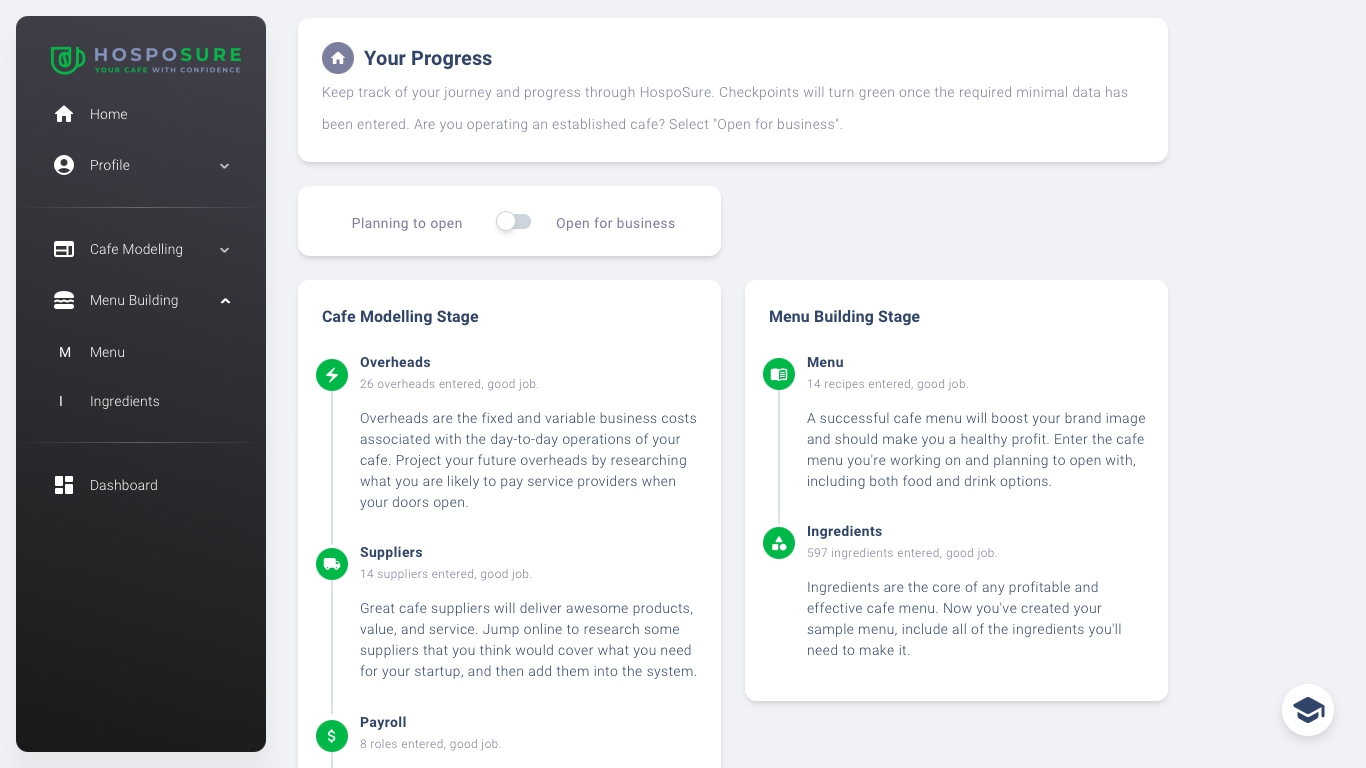 HOSPOSURE
YOUR CAFE WITH CONFIDENCE
Home
Profile
Cafe Modelling
Menu Building
M Menu
I Ingredients
Dashboard
Your Progress
Keep track of your journey and progress through HospoSure. Checkpoints will turn green once the required minimal data has
been entered. Are you operating an established cafe? Select "Open for business".
Planning to open
Open for business
Cafe Modelling Stage
Overheads
26 overheads entered, good job.
Overheads are the fixed and variable business costs
associated with the day-to-day operations of your
cafe. Project your future overheads by researching
what you are likely to pay service providers when
your doors open.
Suppliers
14 suppliers entered, good job.
Great cafe suppliers will deliver awesome products,
value, and service. Jump online to research some
suppliers that you think would cover what you need
for your startup, and then add them into the system.
$
Payroll
8 roles entered, good job.
Menu Building Stage
Menu
14 recipes entered, good job.
A successful cafe menu will boost your brand image
and should make you a healthy profit. Enter the cafe
menu you're working on and planning to open with,
including both food and drink options.
Ingredients
597 ingredients entered, good job.
Ingredients are the core of any profitable and
effective cafe menu. Now you've created your
sample menu, include all of the ingredients you'll
need to make it.